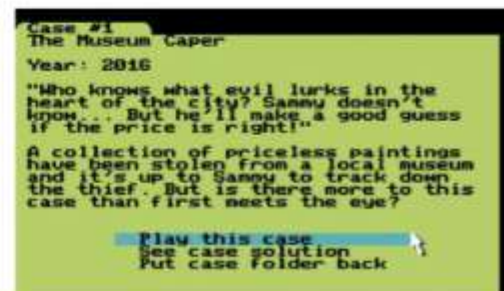 Case #1
The Museum Caper
Year: 2016
"Who knows what evil lurks in the
heart of the city? Sammy doesn't
know... But he'll make a good guess
if the price is right!"
A collection of priceless paintings
have been stolen from a local museum
and it's up to Sammy to track down
the thief. But is there more to this
case than first meets the eye?
Play this case
See case solution
Put case folder back